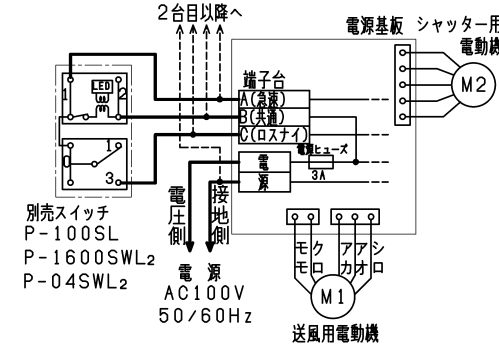 2台目以降へ
電源基板
シャッター用
電動機
端子台
LED
1
2
A(急速)
B(共通)
C(ロスナイ)
M2
電源ヒューズ
3A
電
源
0
1
3
電圧側
接地側
別売スイッチ
P-100SL
P-1600SWL2
P-04SWL2
電 源
AC100V
50/60Hz
モモ
クロ
アカ
アオ
シロ
M1
送風用電動機